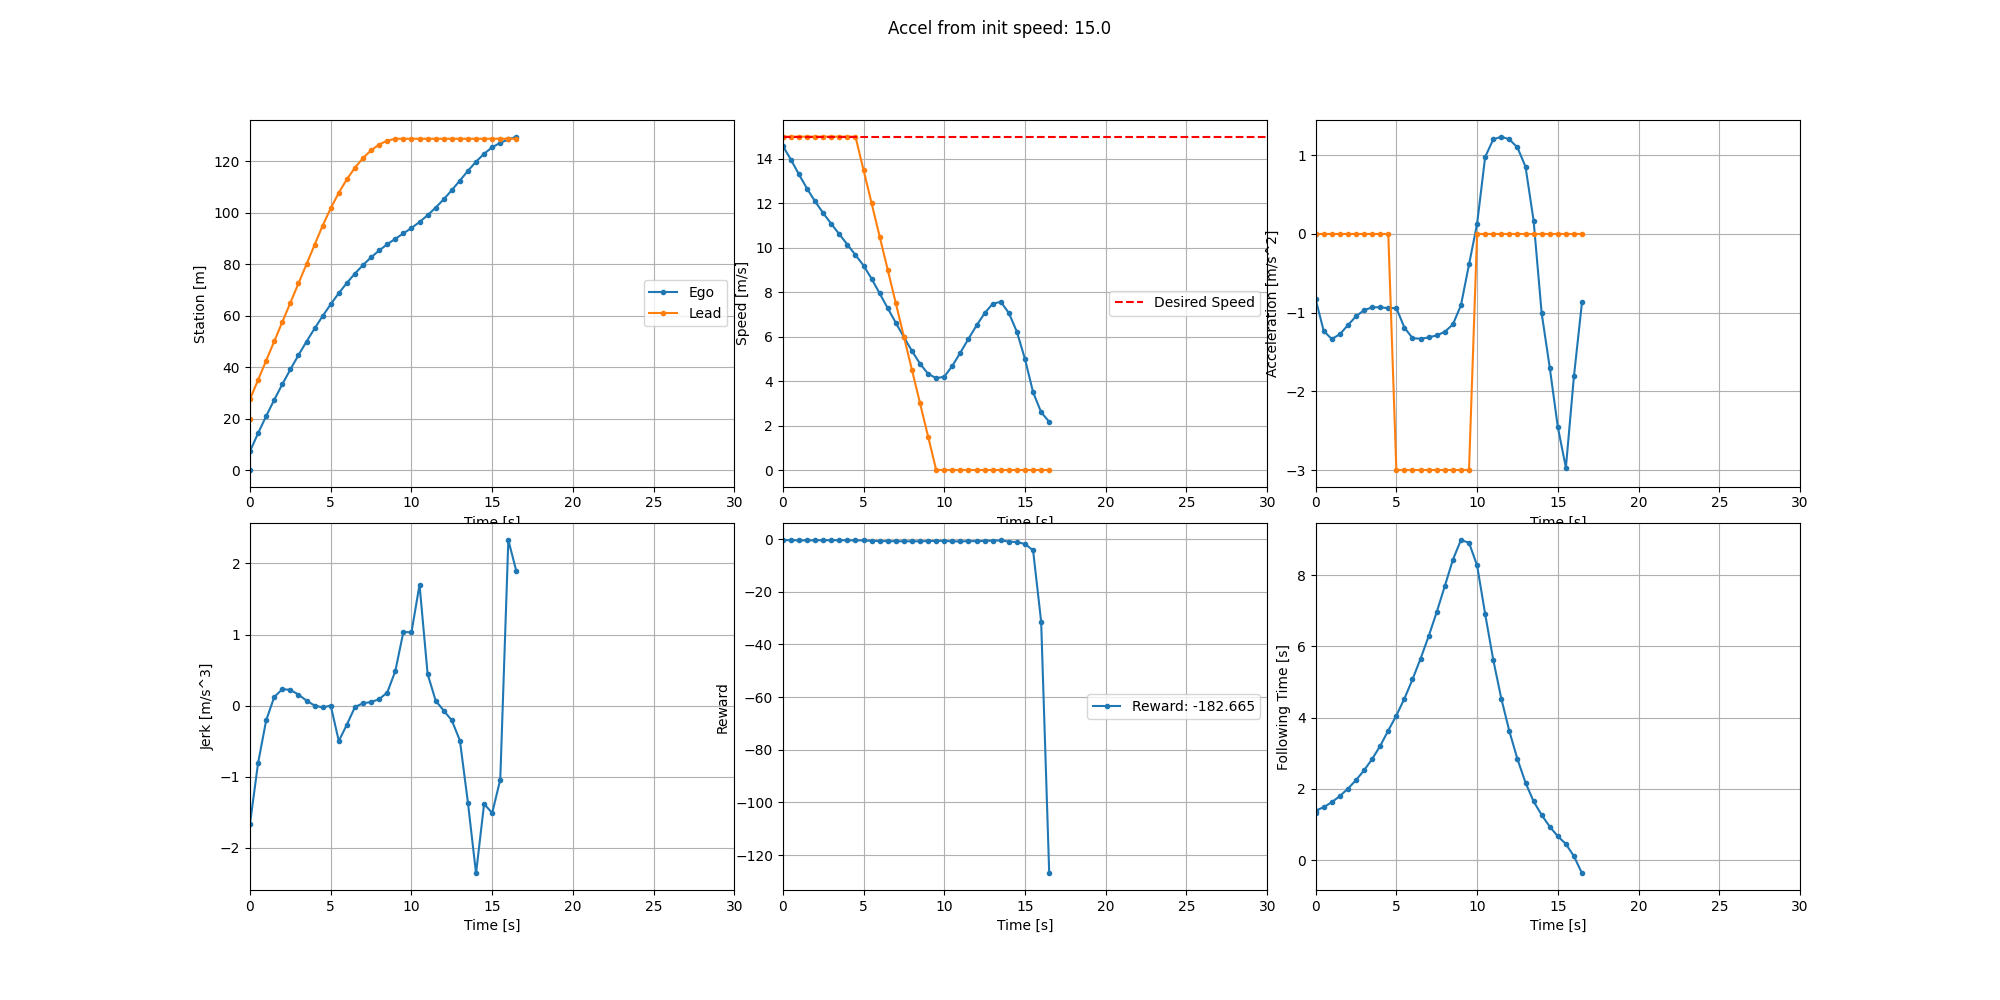 Accel from init speed: 15.0
Station [m]
120
100
80
60
40
20
0
0 5 10 15 20 25 30
Time [s]
Ego
Lead
Speed [m/s]
14
12
10
8
6
4
2
0
0 5 10 15 20 25 30
Time [s]
Desired Speed
Acceleration [m/s^2]
1
0
−1
−2
−3
0 5 10 15 20 25 30
Time [s]
Jerk [m/s^3]
2
1
0
−1
−2
0 5 10 15 20 25 30
Time [s]
Reward
0
−20
−40
−60
−80
−100
−120
0 5 10 15 20 25 30
Time [s]
Reward: -182.665
Following Time [s]
8
6
4
2
0
0 5 10 15 20 25 30
Time [s]